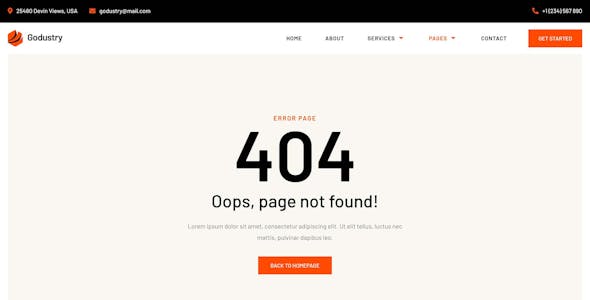 25480 Devin Views, USA godustry@mail.com +1 (234) 567 890
Godustry HOME ABOUT SERVICES PAGES CONTACT GET STARTED
ERROR PAGE
404
Oops, page not found!
Lorem ipsum dolor sit amet, consectetur adipiscing elit. Ut elit tellus, luctus nec
mattis, pulvinar dapibus leo.
BACK TO HOMEPAGE